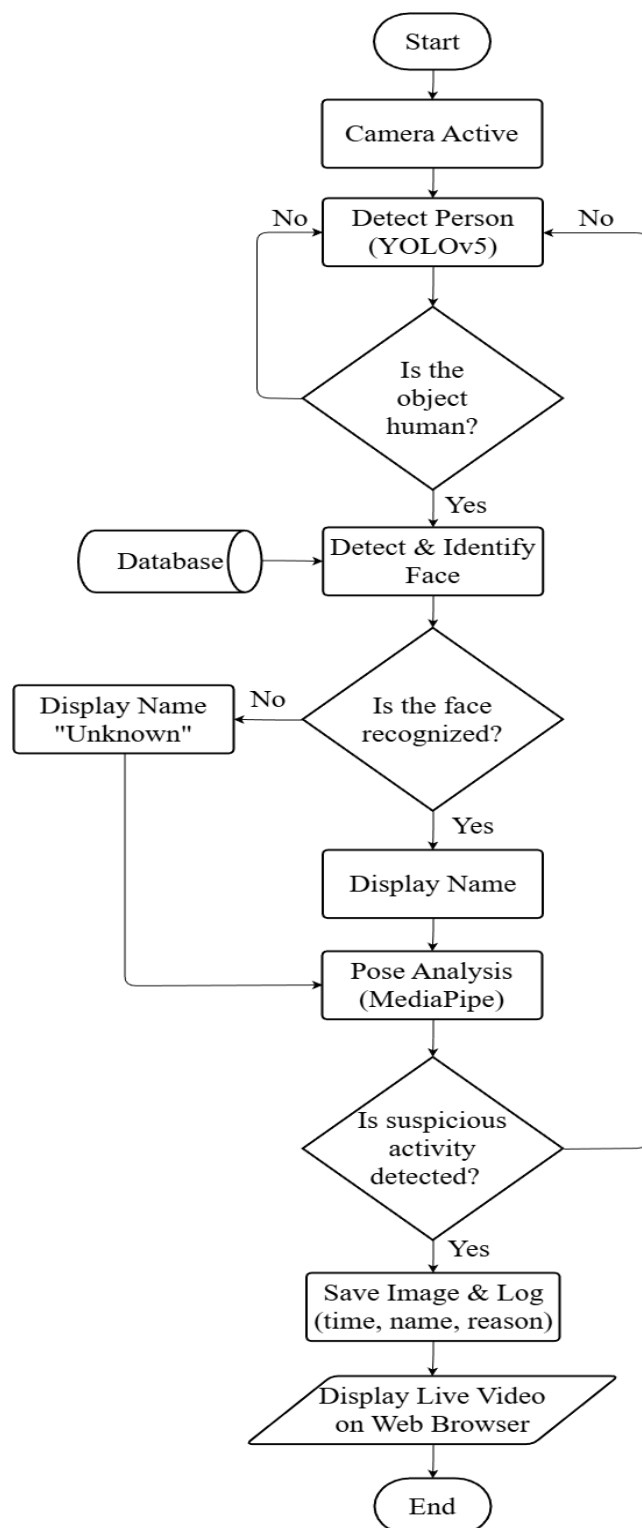 Start
Camera Active
No
Detect Person
(YOLOv5)
No
Is the
object
human?
Yes
Database
Detect & Identify
Face
Display Name
"Unknown"
No
Is the face
recognized?
Yes
Display Name
Pose Analysis
(MediaPipe)
Is suspicious
activity
detected?
Yes
Save Image & Log
(time, name, reason)
Display Live Video
on Web Browser
End